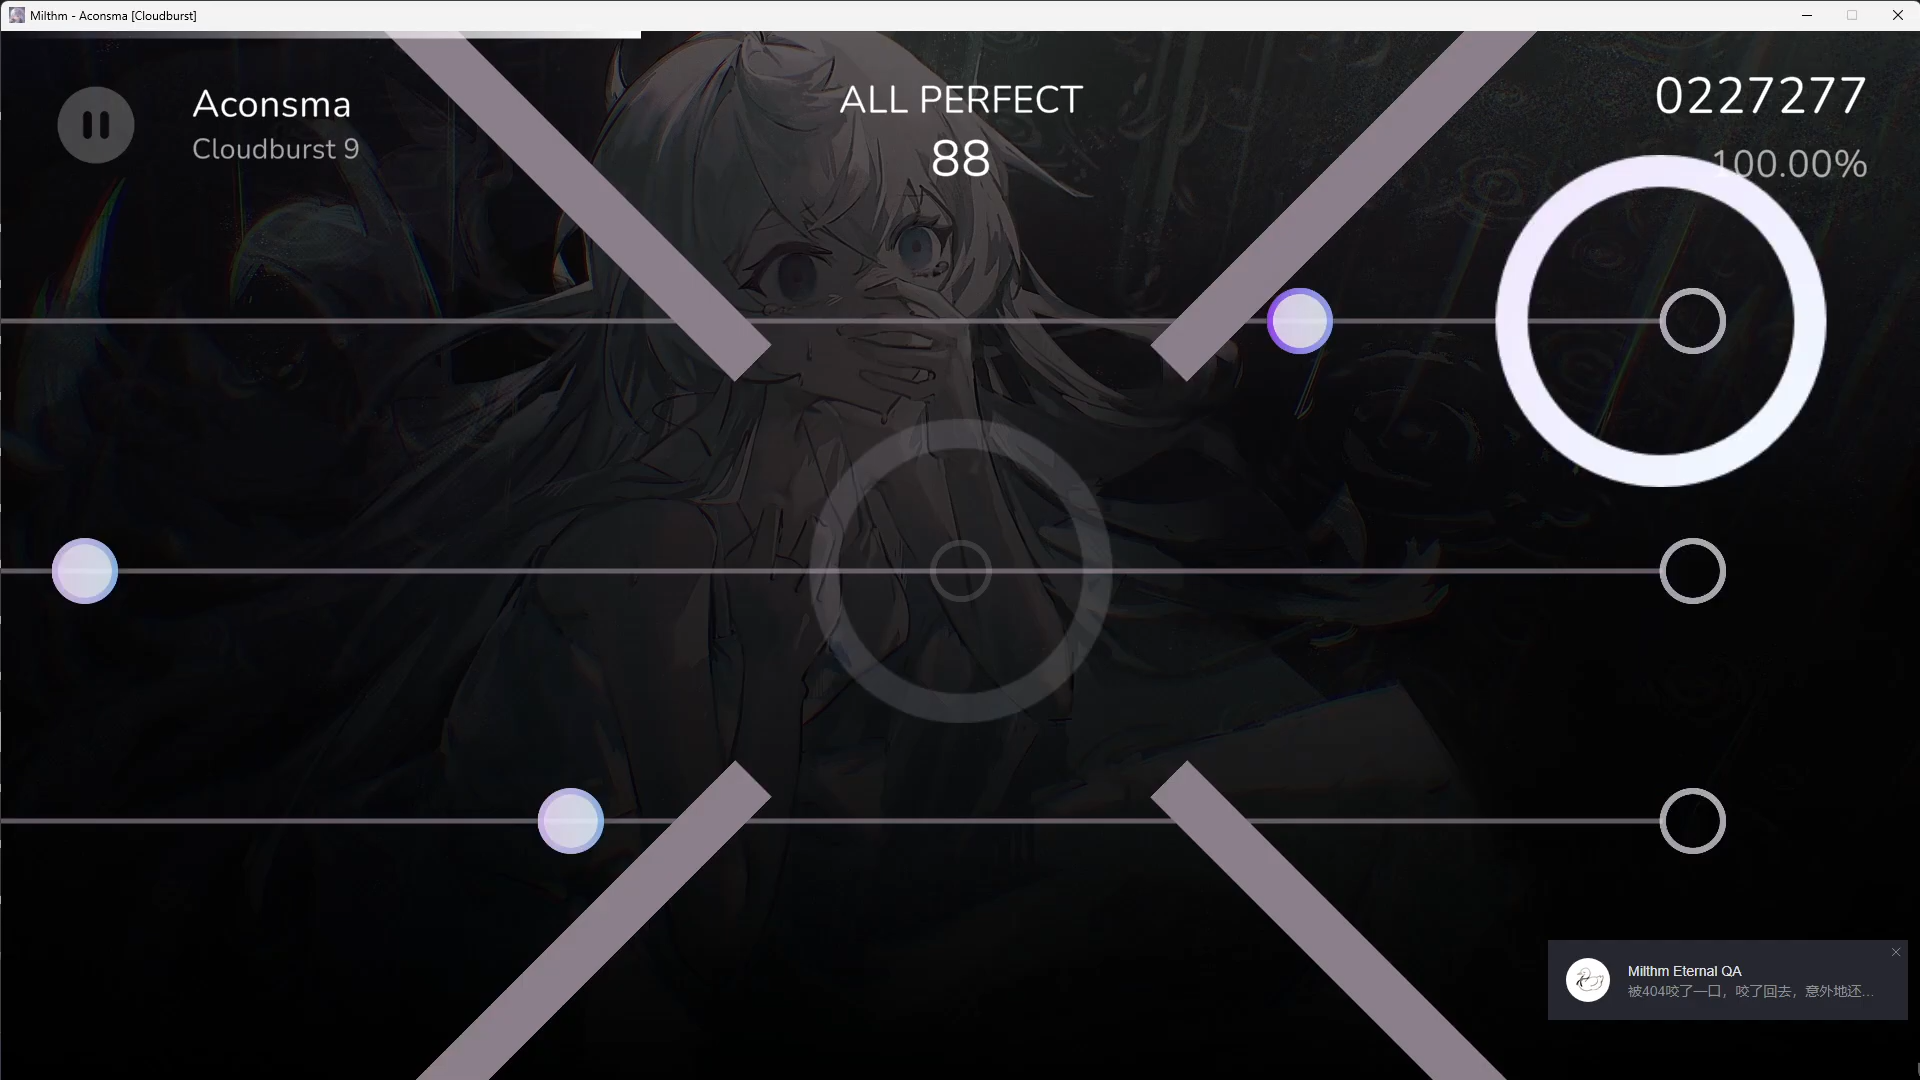 Milthm - Aconsma [Cloudburst]
Aconsma
Cloudburst 9
ALL PERFECT
88
0227277
100.00%
Milthm Eternal QA
被404咬了一口，咬了回去，意外地还...